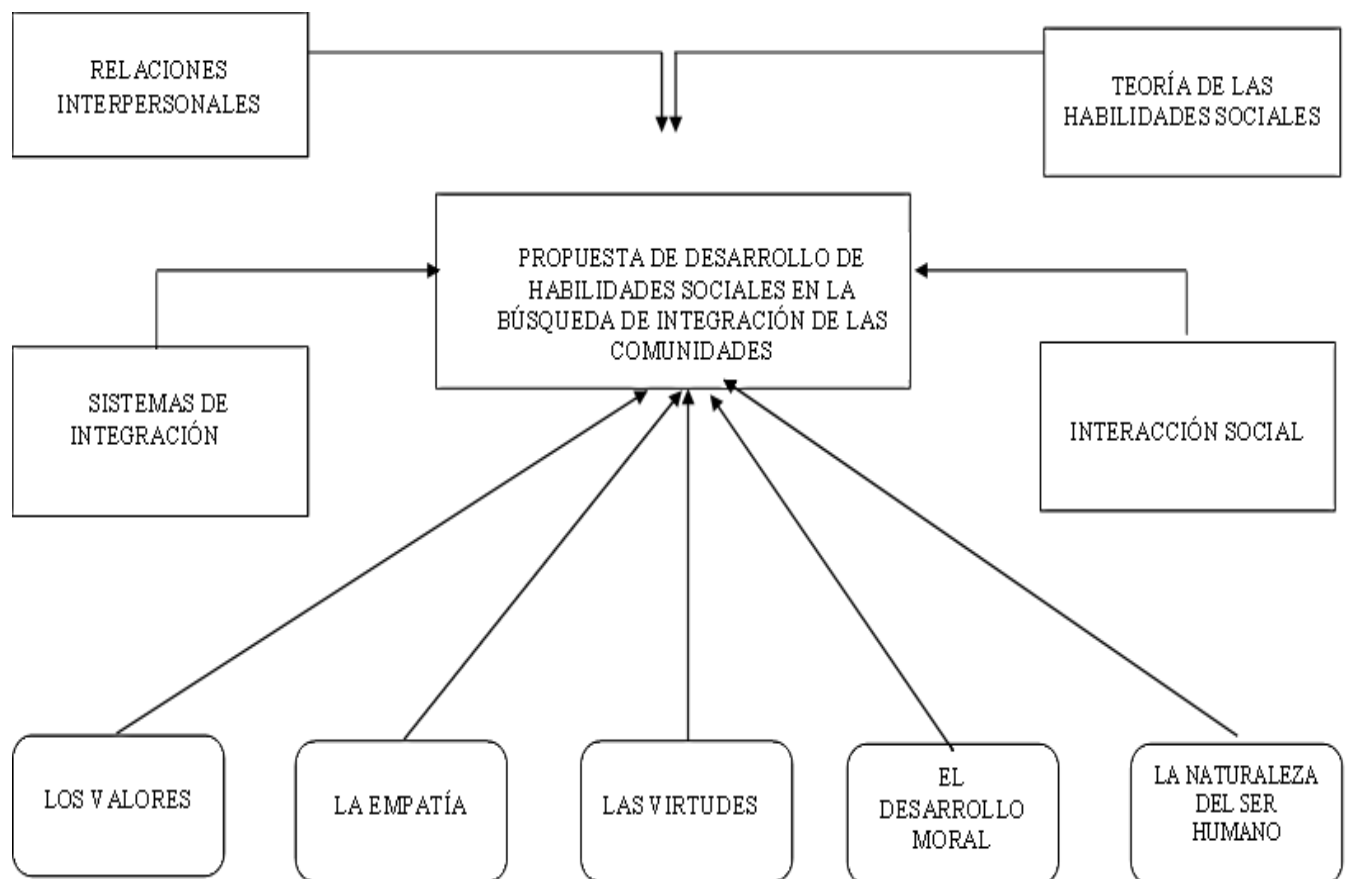 RELACIONES
INTERPERSONALES
TEORÍA DE LAS
HABILIDADES SOCIALES
PROPUESTA DE DESARROLLO DE
HABILIDADES SOCIALES EN LA
BÚSQUEDA DE INTEGRACIÓN DE LAS
COMUNIDADES
SISTEMAS DE
INTEGRACIÓN
INTERACCIÓN SOCIAL
LOS VALORES
LA EMPATÍA
LAS VIRTUDES
EL
DESARROLLO
MORAL
LA NATURALEZA
DEL SER
HUMANO